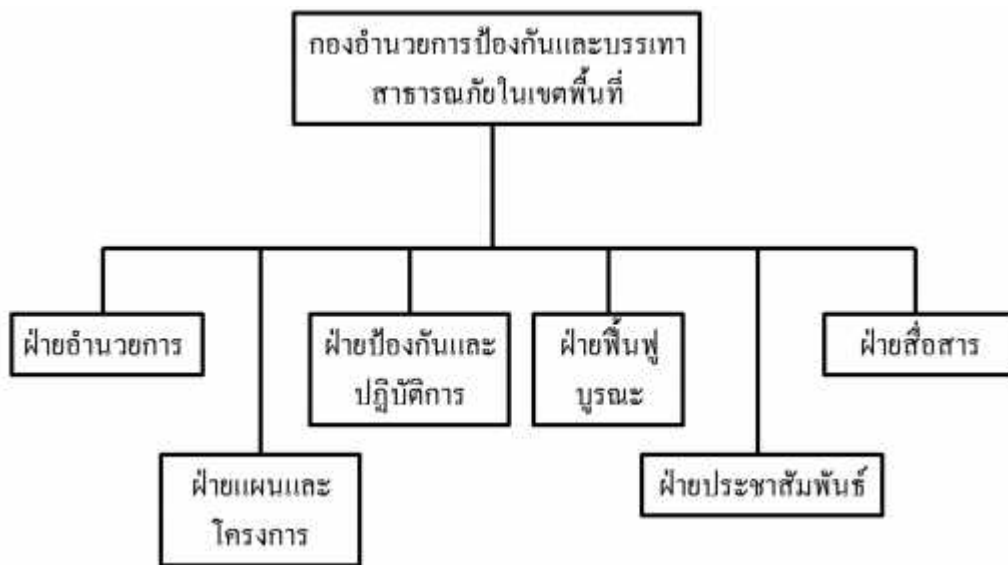 กองอำนวยการป้องกันและบรรเทา
สาธารณภัยในเขตพื้นที่
ฝ่ายอำนวยการ
ฝ่ายแผนและ
โครงการ
ฝ่ายป้องกันและ
ปฏิบัติการ
ฝ่ายฟื้นฟู
บูรณะ
ฝ่ายประชาสัมพันธ์
ฝ่ายสื่อสาร